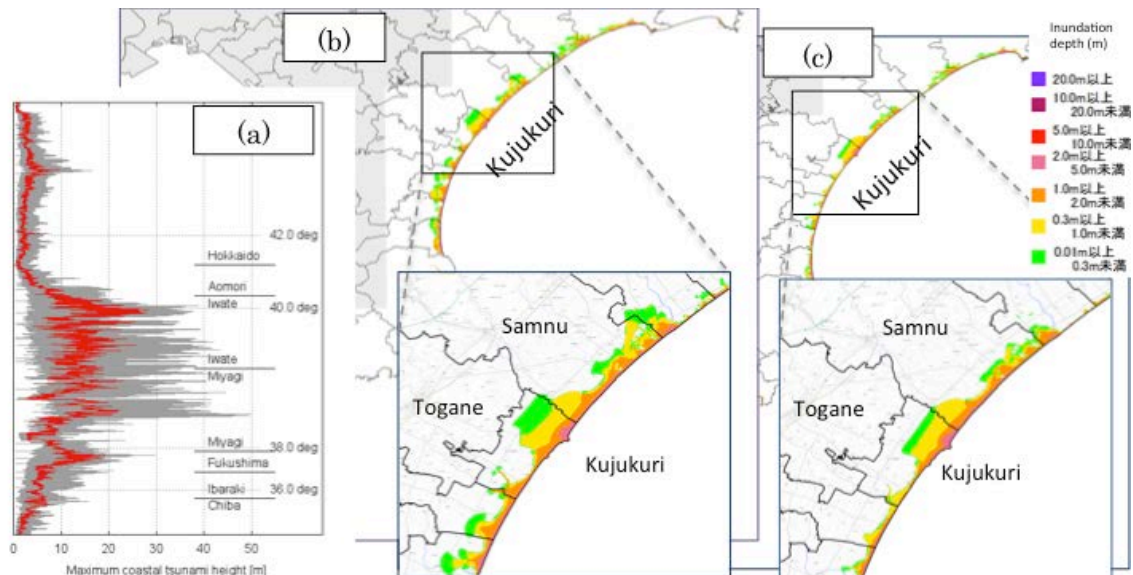 (a)
42.0 deg
Hokkaido
Aomori
40.0 deg
Iwate
Iwate
Miyagi
Miyagi
38.0 deg
Fukushima
Ibaraki
36.0 deg
Chiba
0
10
20
30
40
50
Maximum coastal tsunami height [m]
(b)
Kujukuri
Samnu
Togane
Kujukuri
(c)
Kujukuri
Samnu
Togane
Kujukuri
Inundation
depth (m)
20.0m以上
10.0m以上
20.0m未満
5.0m以上
10.0m未満
2.0m以上
5.0m未満
1.0m以上
2.0m未満
0.3m以上
1.0m未満
0.01m以上
0.3m未満